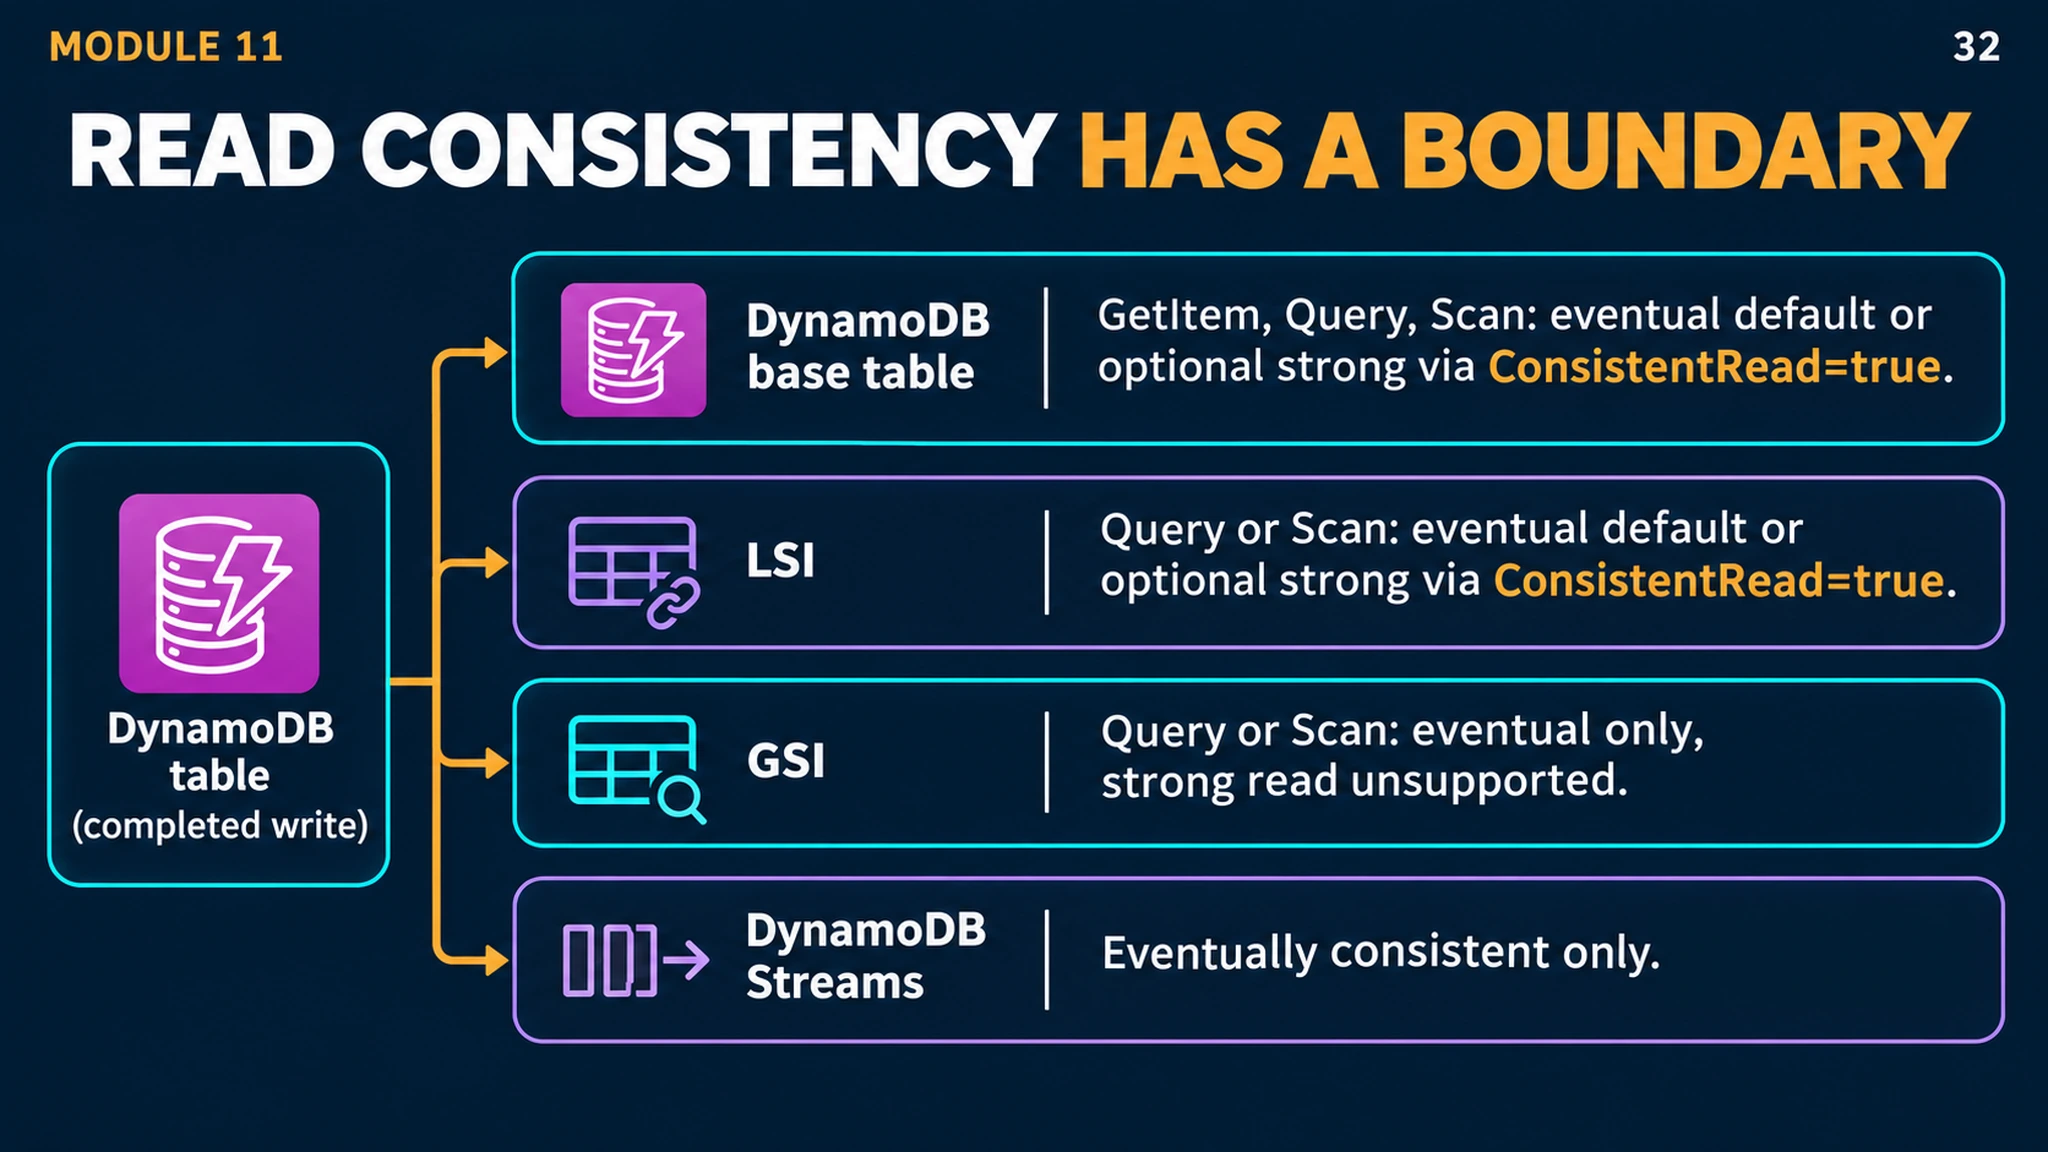 MODULE 11
32
READ CONSISTENCY HAS A BOUNDARY
DynamoDB
table
(completed write)
DynamoDB
base table
GetItem, Query, Scan: eventual default or
optional strong via ConsistentRead=true.
LSI
Query or Scan: eventual default or
optional strong via ConsistentRead=true.
GSI
Query or Scan: eventual only,
strong read unsupported.
DynamoDB
Streams
Eventually consistent only.